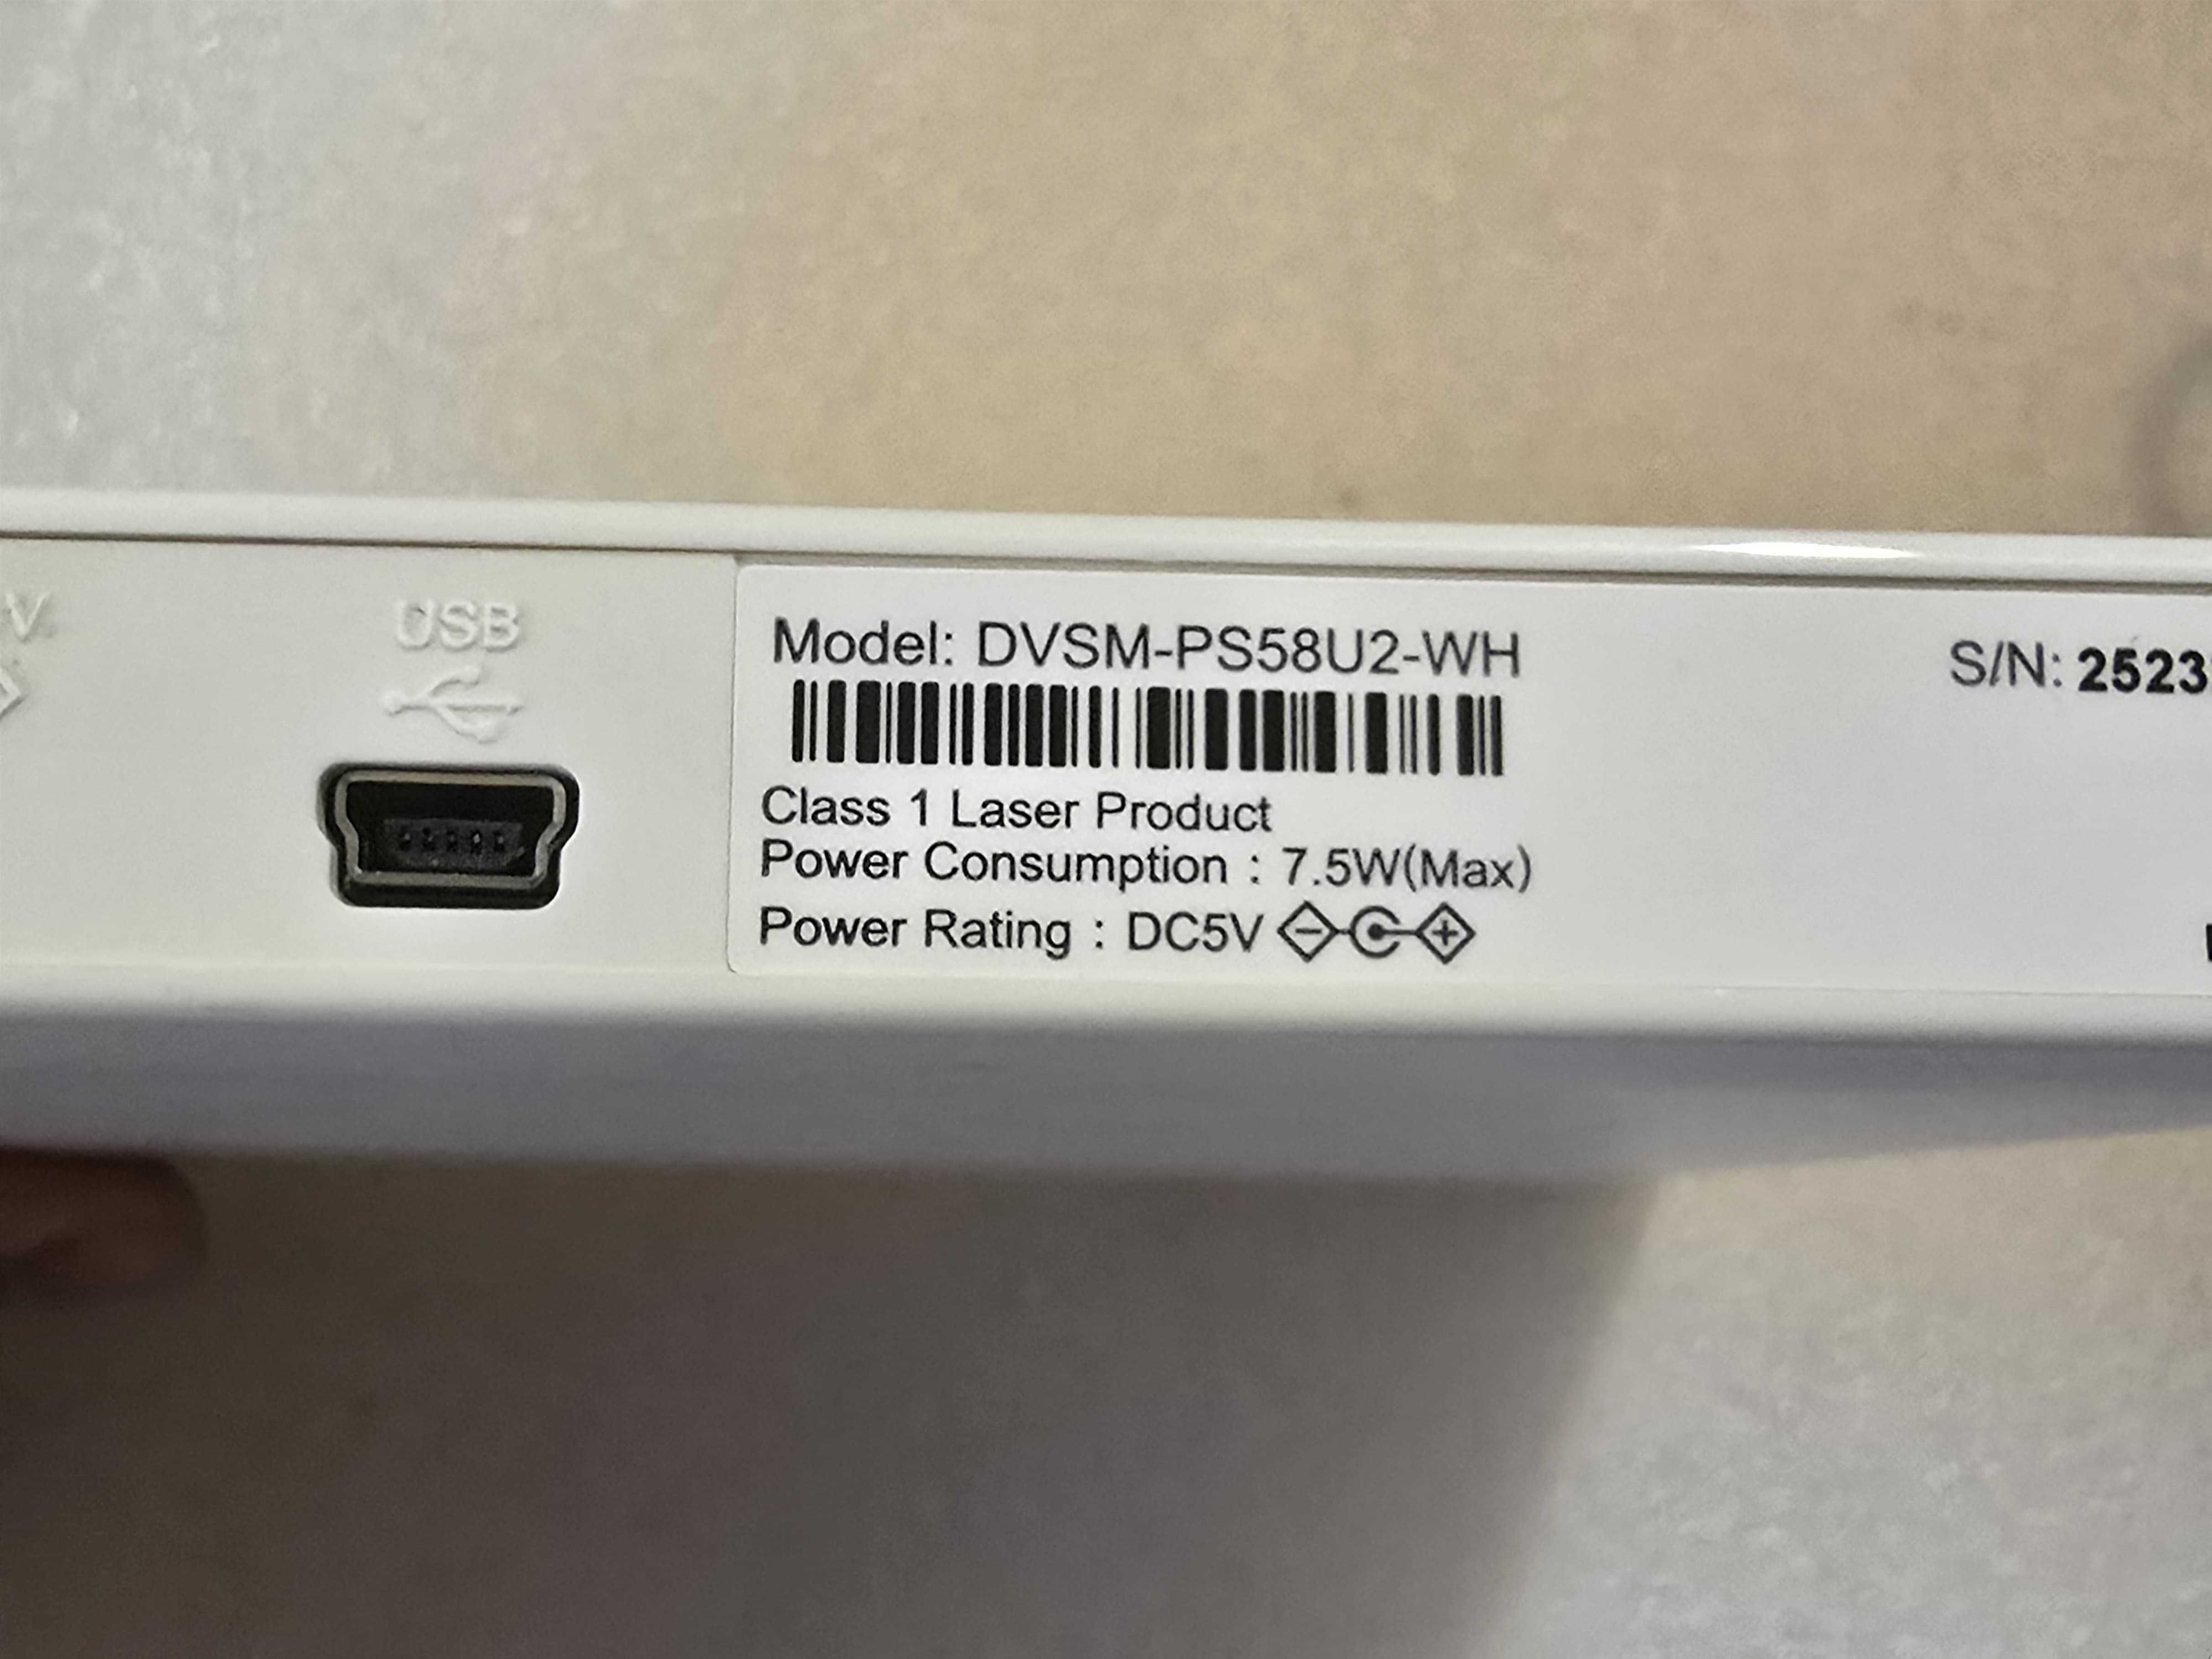 V
USB
Model: DVSM-PS58U2-WH
S/N: 2523
Class 1 Laser Product
Power Consumption : 7.5W(Max)
Power Rating : DC5V